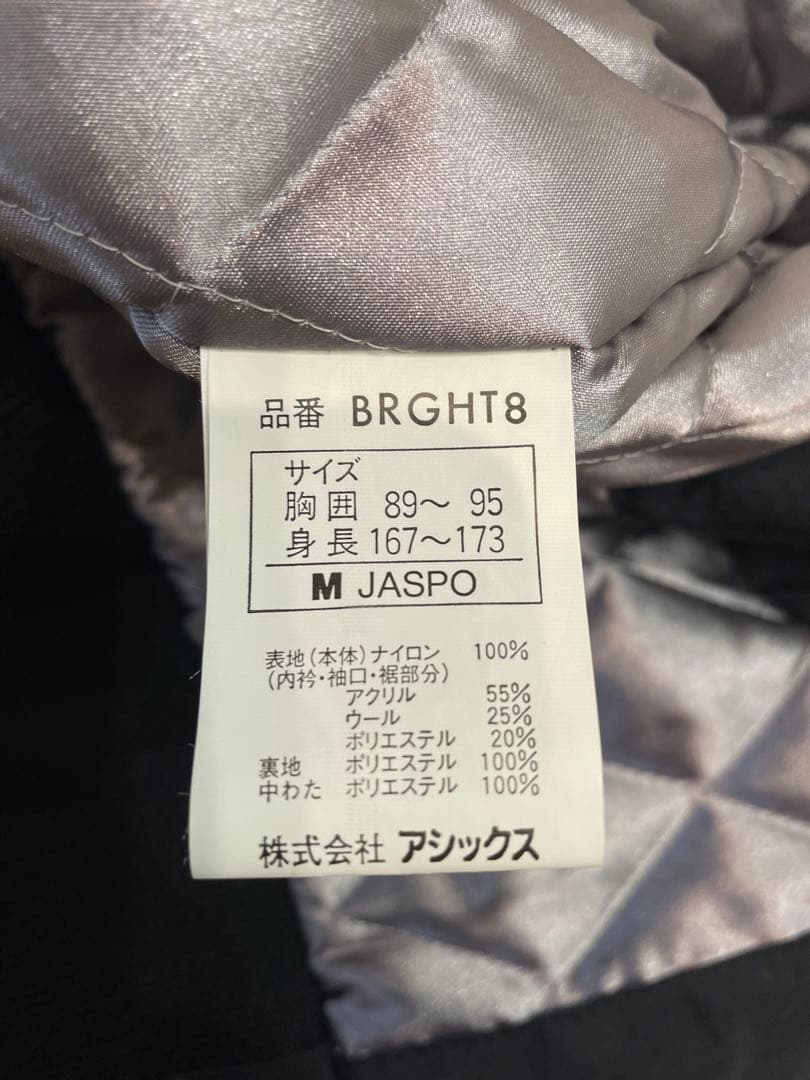 品番 BRGHT8
サイズ
胸囲 89〜 95
身長 167〜173
M JASPO
表地(本体)ナイロン 100%
(内衿・袖口・裾部分)
アクリル 55%
ウール 25%
ポリエステル 20%
裏地 ポリエステル 100%
中わた ポリエステル 100%
株式会社 アシックス